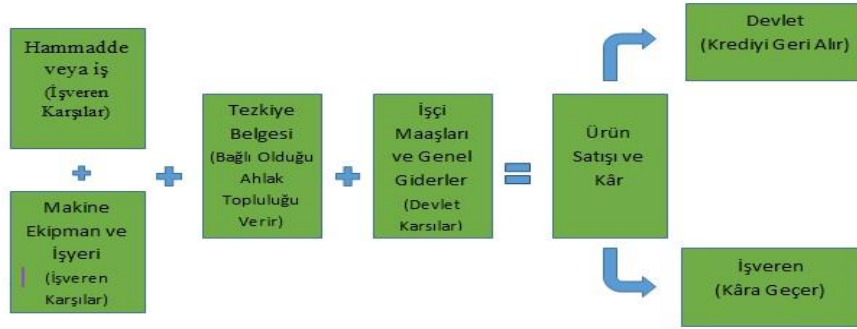 Hammadde
veya iş
(İşveren
Karşılar)
+
Makine
Ekipman ve
İşyeri
(İşveren
Karşılar)
+
Tezkiye
Belgesi
(Bağlı Olduğu
Ahlak
Topluluğu
Verir)
+
İşçi
Maaşları
ve Genel
Giderler
(Devlet
Karşılar)
=
Ürün
Satışı ve
Kâr
Devlet
(Krediyi Geri Alır)
İşveren
(Kâra Geçer)